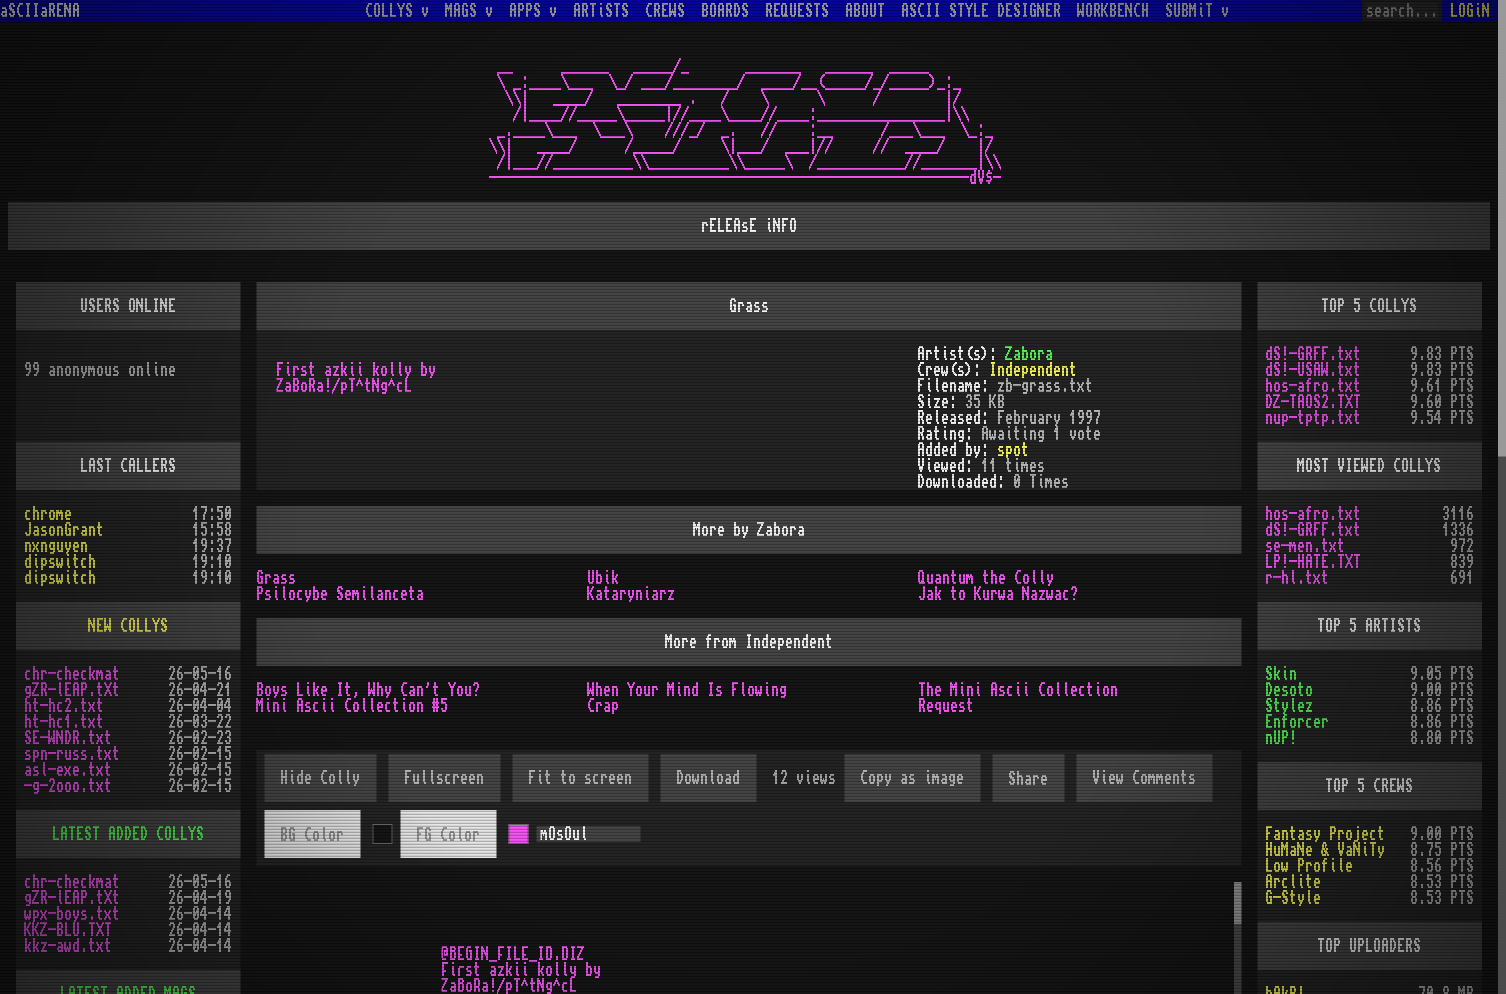 aSCIIaRENA
COLLYS v MAGS v APPS v ARTiSTS CREWS BOARDS REQUESTS ABOUT ASCII STYLE DESIGNER WORKBENCH SUBMiT v
search... LOGiN
dV$
rELEAsE iNFO
USERS ONLINE
99 anonymous online
LAST CALLERS
chrome 17:50
JasonGrant 15:58
nxnguyen 19:37
dipswitch 19:10
dipswitch 19:10
NEW COLLYS
chr-checkmat 26-05-16
gZR-lEAP.tXt 26-04-21
ht-hc2.txt 26-04-04
ht-hc1.txt 26-03-22
SE-WNDR.txt 26-02-23
spn-russ.txt 26-02-15
asl-exe.txt 26-02-15
-g-2ooo.txt 26-02-15
LATEST ADDED COLLYS
chr-checkmat 26-05-16
gZR-lEAP.tXt 26-04-19
wpx-boys.txt 26-04-14
KKZ-BLU.TXT 26-04-14
kkz-awd.txt 26-04-14
LATEST ADDED MAGS
Grass
First azkii kolly by
ZaBoRa!/pT^tNg^cL
Artist(s): Zabora
Crew(s): Independent
Filename: zb-grass.txt
Size: 35 KB
Released: February 1997
Rating: Awaiting 1 vote
Added by: spot
Viewed: 11 times
Downloaded: 0 Times
More by Zabora
Grass Ubik Quantum the Colly
Psilocybe Semilanceta Kataryniarz Jak to Kurwa Nazwac?
More from Independent
Boys Like It, Why Can't You? When Your Mind Is Flowing The Mini Ascii Collection
Mini Ascii Collection #5 Crap Request
Hide Colly Fullscreen Fit to screen Download 12 views Copy as image Share View Comments
BG Color FG Color mOsOul
@BEGIN_FILE_ID.DIZ
First azkii kolly by
ZaBoRa!/pT^tNg^cL
TOP 5 COLLYS
dS!-GRFF.txt 9.83 PTS
dS!-USAW.txt 9.83 PTS
hos-afro.txt 9.61 PTS
DZ-TAOS2.TXT 9.60 PTS
nup-tptp.txt 9.54 PTS
MOST VIEWED COLLYS
hos-afro.txt 3116
dS!-GRFF.txt 1336
se-men.txt 972
LP!-HATE.TXT 839
r-hl.txt 691
TOP 5 ARTISTS
Skin 9.05 PTS
Desoto 9.00 PTS
Stylez 8.86 PTS
Enforcer 8.86 PTS
nUP! 8.80 PTS
TOP 5 CREWS
Fantasy Project 9.00 PTS
HuMaNe & VaNiTy 8.75 PTS
Low Profile 8.56 PTS
Arclite 8.53 PTS
G-Style 8.53 PTS
TOP UPLOADERS